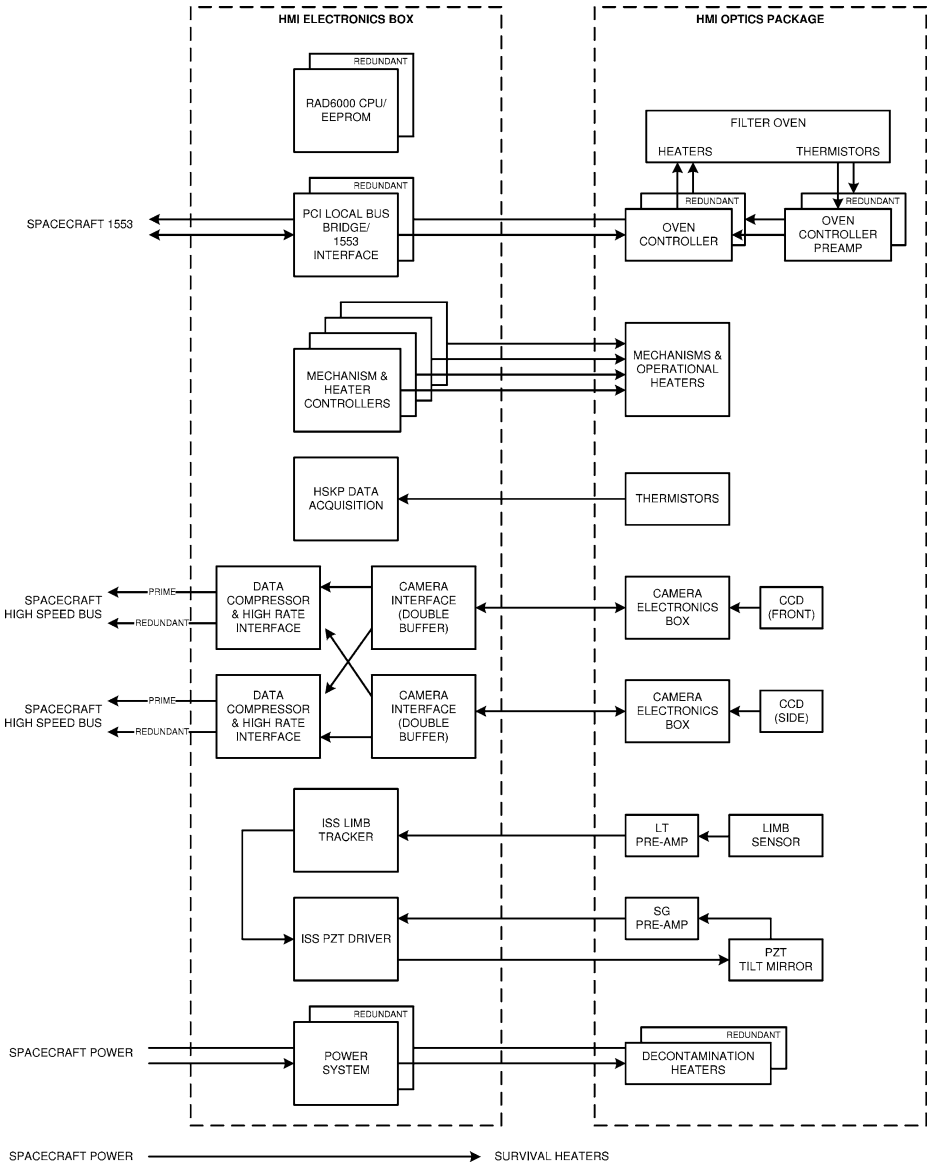 HMI ELECTRONICS BOX
HMI OPTICS PACKAGE
REDUNDANT
RAD6000 CPU/
EEPROM
FILTER OVEN
HEATERS
THERMISTORS
SPACECRAFT 1553
REDUNDANT
PCI LOCAL BUS
BRIDGE/
1553
INTERFACE
REDUNDANT
OVEN
CONTROLLER
REDUNDANT
OVEN
CONTROLLER
PREAMP
MECHANISM &
HEATER
CONTROLLERS
MECHANISMS &
OPERATIONAL
HEATERS
HSKP DATA
ACQUISITION
THERMISTORS
SPACECRAFT
HIGH SPEED BUS
PRIME
REDUNDANT
DATA
COMPRESSOR
& HIGH RATE
INTERFACE
CAMERA
INTERFACE
(DOUBLE
BUFFER)
CAMERA
ELECTRONICS
BOX
CCD
(FRONT)
SPACECRAFT
HIGH SPEED BUS
PRIME
REDUNDANT
DATA
COMPRESSOR
& HIGH RATE
INTERFACE
CAMERA
INTERFACE
(DOUBLE
BUFFER)
CAMERA
ELECTRONICS
BOX
CCD
(SIDE)
ISS LIMB
TRACKER
LT
PRE-AMP
LIMB
SENSOR
ISS PZT DRIVER
SG
PRE-AMP
PZT
TILT MIRROR
SPACECRAFT POWER
REDUNDANT
POWER
SYSTEM
REDUNDANT
DECONTAMINATION
HEATERS
SPACECRAFT POWER
SURVIVAL HEATERS